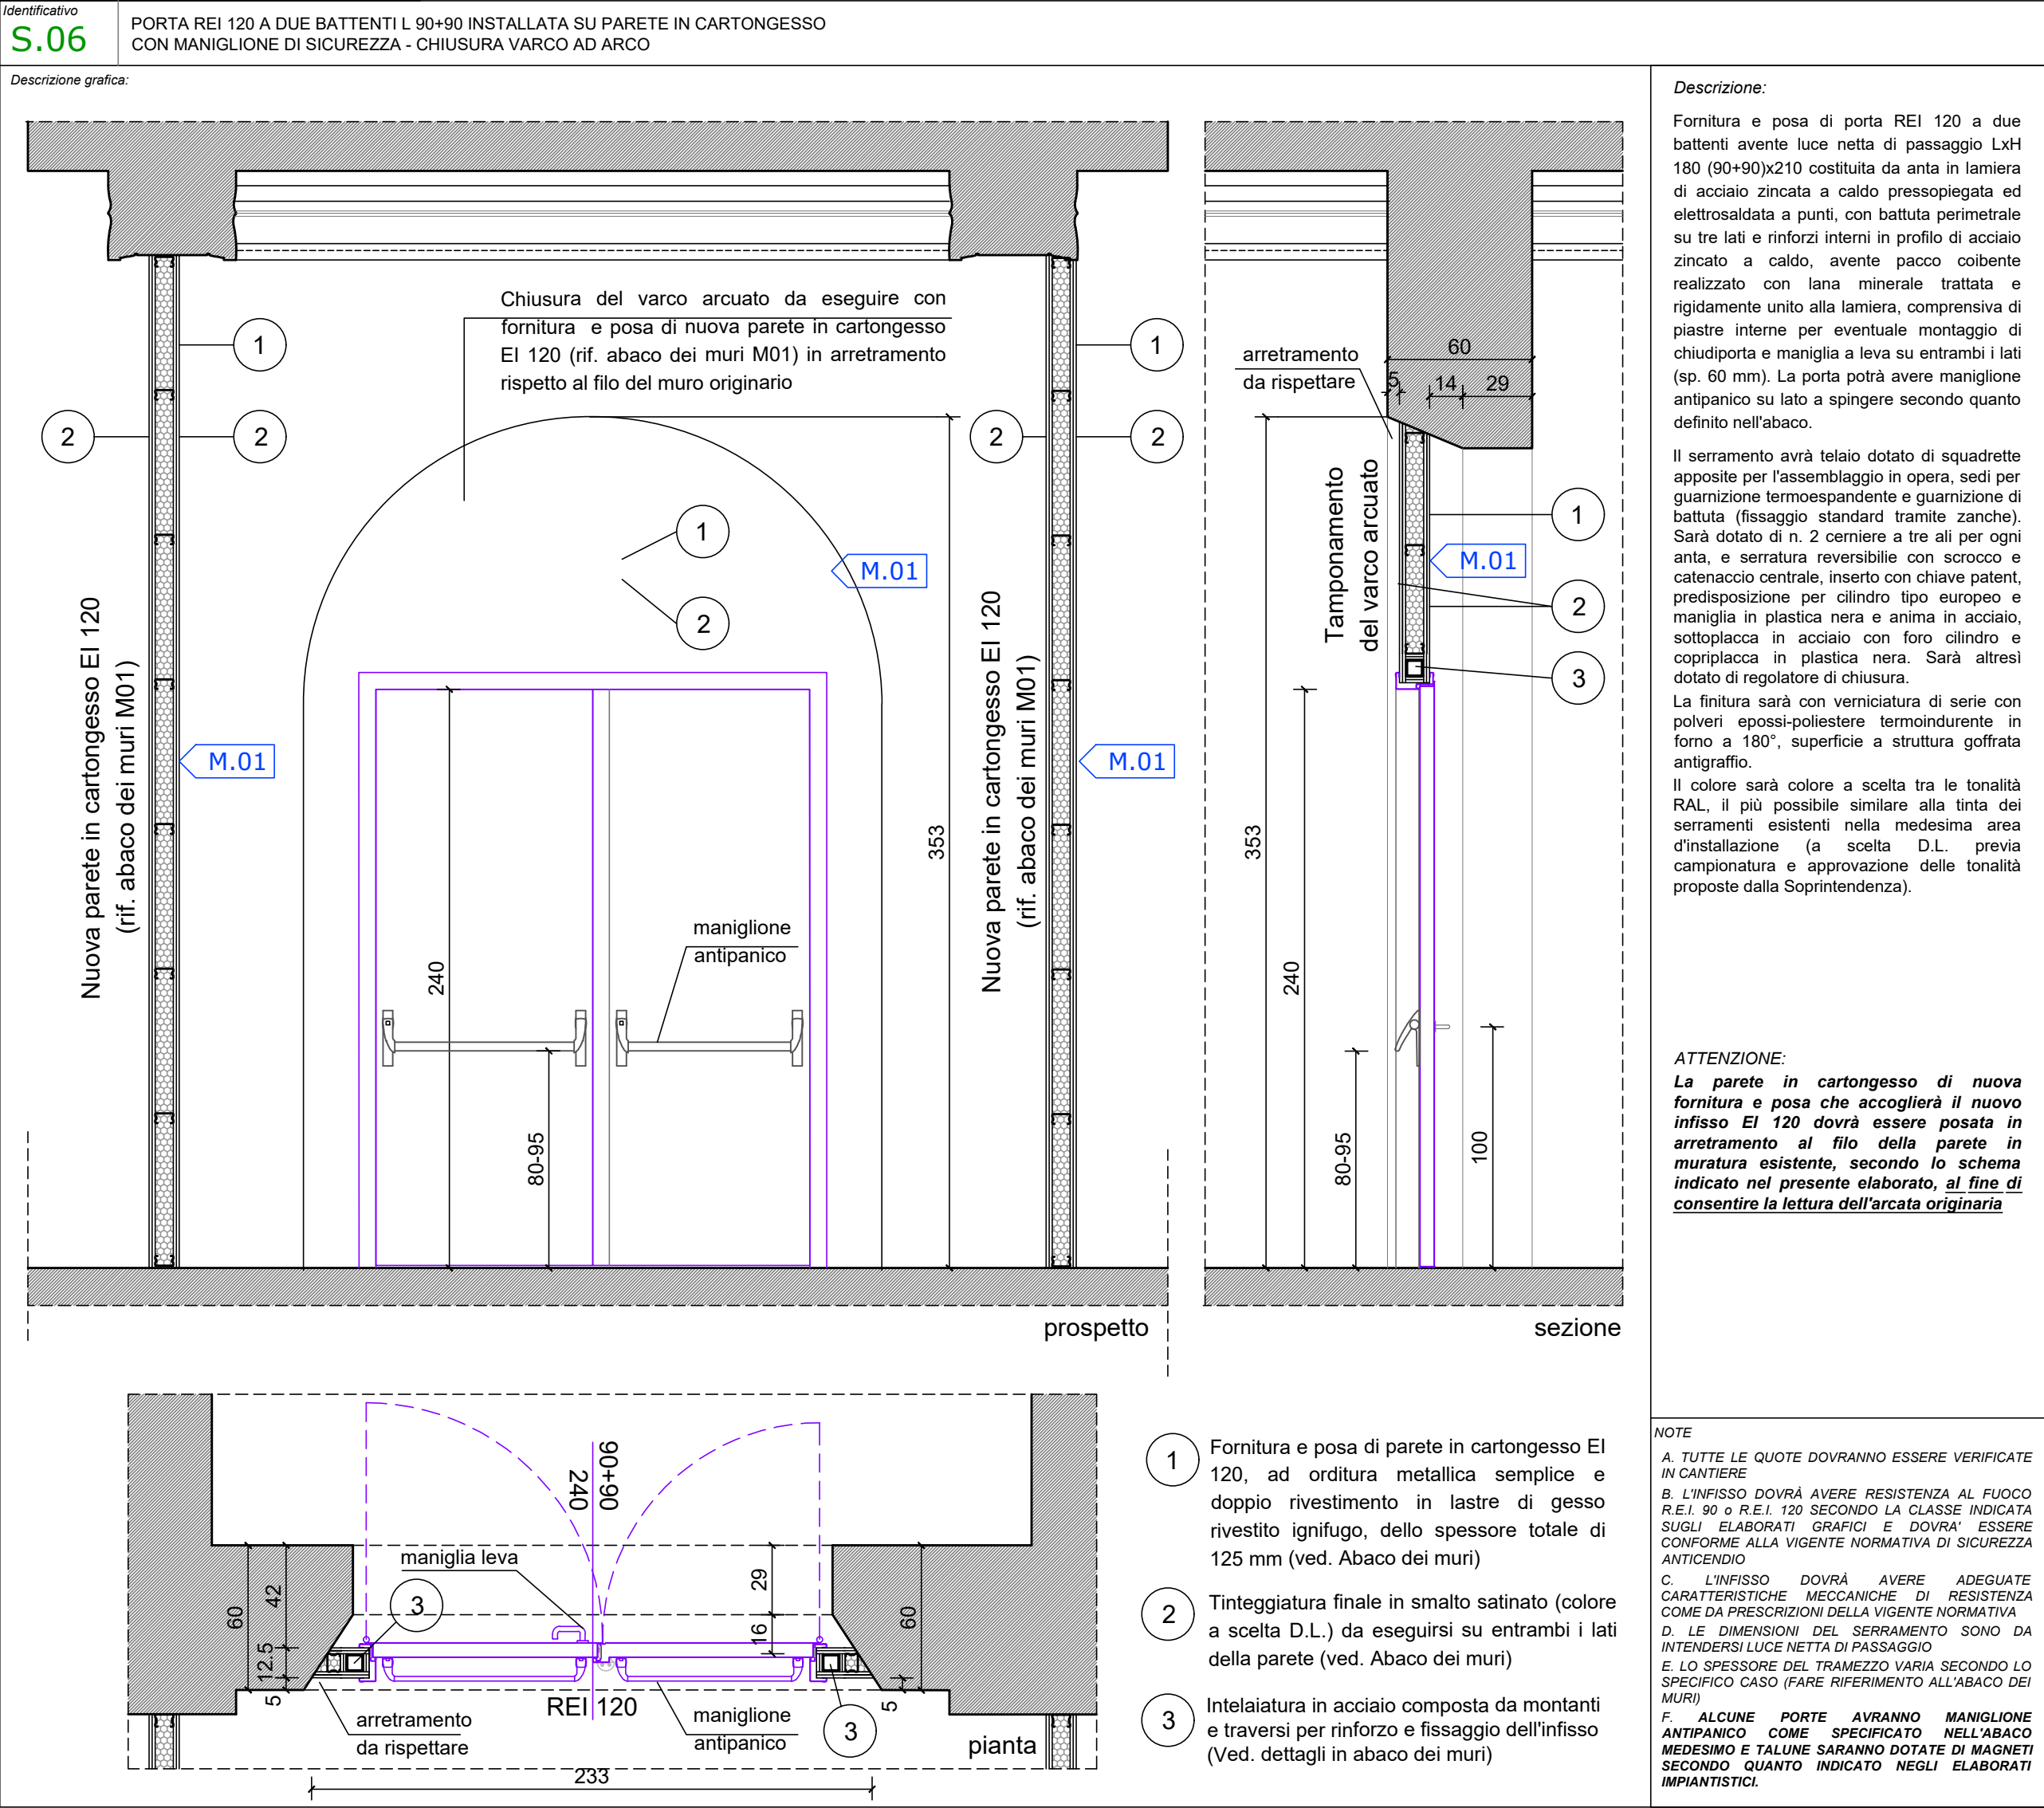 Identificativo
S.06
PORTA REI 120 A DUE BATTENTI L 90+90 INSTALLATA SU PARETE IN CARTONGESSO
CON MANIGLIONE DI SICUREZZA - CHIUSURA VARCO AD ARCO
Descrizione grafica:
Chiusura del varco arcuato da eseguire con
fornitura e posa di nuova parete in cartongesso
EI 120 (rif. abaco dei muri M01) in arretramento
rispetto al filo del muro originario
1
2
2
1
2
M.01
1
2
2
Nuova parete in cartongesso EI 120
(rif. abaco dei muri M01)
M.01
Nuova parete in cartongesso EI 120
(rif. abaco dei muri M01)
M.01
353
240
80-95
maniglione
antipanico
prospetto
arretramento
da rispettare
60
5
14
29
Tamponamento
del varco arcuato
1
M.01
2
3
353
240
80-95
100
sezione
90+90
240
maniglia leva
3
60
42
12.5
5
29
16
60
5
REI 120
arretramento
da rispettare
maniglione
antipanico
3
pianta
233
1
Fornitura e posa di parete in cartongesso EI
120, ad orditura metallica semplice e
doppio rivestimento in lastre di gesso
rivestito ignifugo, dello spessore totale di
125 mm (ved. Abaco dei muri)
2
Tinteggiatura finale in smalto satinato (colore
a scelta D.L.) da eseguirsi su entrambi i lati
della parete (ved. Abaco dei muri)
3
Intelaiatura in acciaio composta da montanti
e traversi per rinforzo e fissaggio dell'infisso
(Ved. dettagli in abaco dei muri)
Descrizione:
Fornitura e posa di porta REI 120 a due
battenti avente luce netta di passaggio LxH
180 (90+90)x210 costituita da anta in lamiera
di acciaio zincata a caldo pressopiegata ed
elettrosaldata a punti, con battuta perimetrale
su tre lati e rinforzi interni in profilo di acciaio
zincato a caldo, avente pacco coibente
realizzato con lana minerale trattata e
rigidamente unito alla lamiera, comprensiva di
piastre interne per eventuale montaggio di
chiudiporta e maniglia a leva su entrambi i lati
(sp. 60 mm). La porta potrà avere maniglione
antipanico su lato a spingere secondo quanto
definito nell'abaco.
Il serramento avrà telaio dotato di squadrette
apposite per l'assemblaggio in opera, sedi per
guarnizione termoespandente e guarnizione di
battuta (fissaggio standard tramite zanche).
Sarà dotato di n. 2 cerniere a tre ali per ogni
anta, e serratura reversibilie con scrocco e
catenaccio centrale, inserto con chiave patent,
predisposizione per cilindro tipo europeo e
maniglia in plastica nera e anima in acciaio,
sottoplacca in acciaio con foro cilindro e
copriplacca in plastica nera. Sarà altresì
dotato di regolatore di chiusura.
La finitura sarà con verniciatura di serie con
polveri epossi-poliestere termoindurente in
forno a 180°, superficie a struttura goffrata
antigraffio.
Il colore sarà colore a scelta tra le tonalità
RAL, il più possibile similare alla tinta dei
serramenti esistenti nella medesima area
d'installazione (a scelta D.L. previa
campionatura e approvazione delle tonalità
proposte dalla Soprintendenza).
ATTENZIONE:
La parete in cartongesso di nuova
fornitura e posa che accoglierà il nuovo
infisso EI 120 dovrà essere posata in
arretramento al filo della parete in
muratura esistente, secondo lo schema
indicato nel presente elaborato, al fine di
consentire la lettura dell'arcata originaria
NOTE
A. TUTTE LE QUOTE DOVRANNO ESSERE VERIFICATE
IN CANTIERE
B. L'INFISSO DOVRÀ AVERE RESISTENZA AL FUOCO
R.E.I. 90 o R.E.I. 120 SECONDO LA CLASSE INDICATA
SUGLI ELABORATI GRAFICI E DOVRA' ESSERE
CONFORME ALLA VIGENTE NORMATIVA DI SICUREZZA
ANTICENDIO
C. L'INFISSO DOVRÀ AVERE ADEGUATE
CARATTERISTICHE MECCANICHE DI RESISTENZA
COME DA PRESCRIZIONI DELLA VIGENTE NORMATIVA
D. LE DIMENSIONI DEL SERRAMENTO SONO DA
INTENDERSI LUCE NETTA DI PASSAGGIO
E. LO SPESSORE DEL TRAMEZZO VARIA SECONDO LO
SPECIFICO CASO (FARE RIFERIMENTO ALL'ABACO DEI
MURI)
F. ALCUNE PORTE AVRANNO MANIGLIONE
ANTIPANICO COME SPECIFICATO NELL'ABACO
MEDESIMO E TALUNE SARANNO DOTATE DI MAGNETI
SECONDO QUANTO INDICATO NEGLI ELABORATI
IMPIANTISTICI.